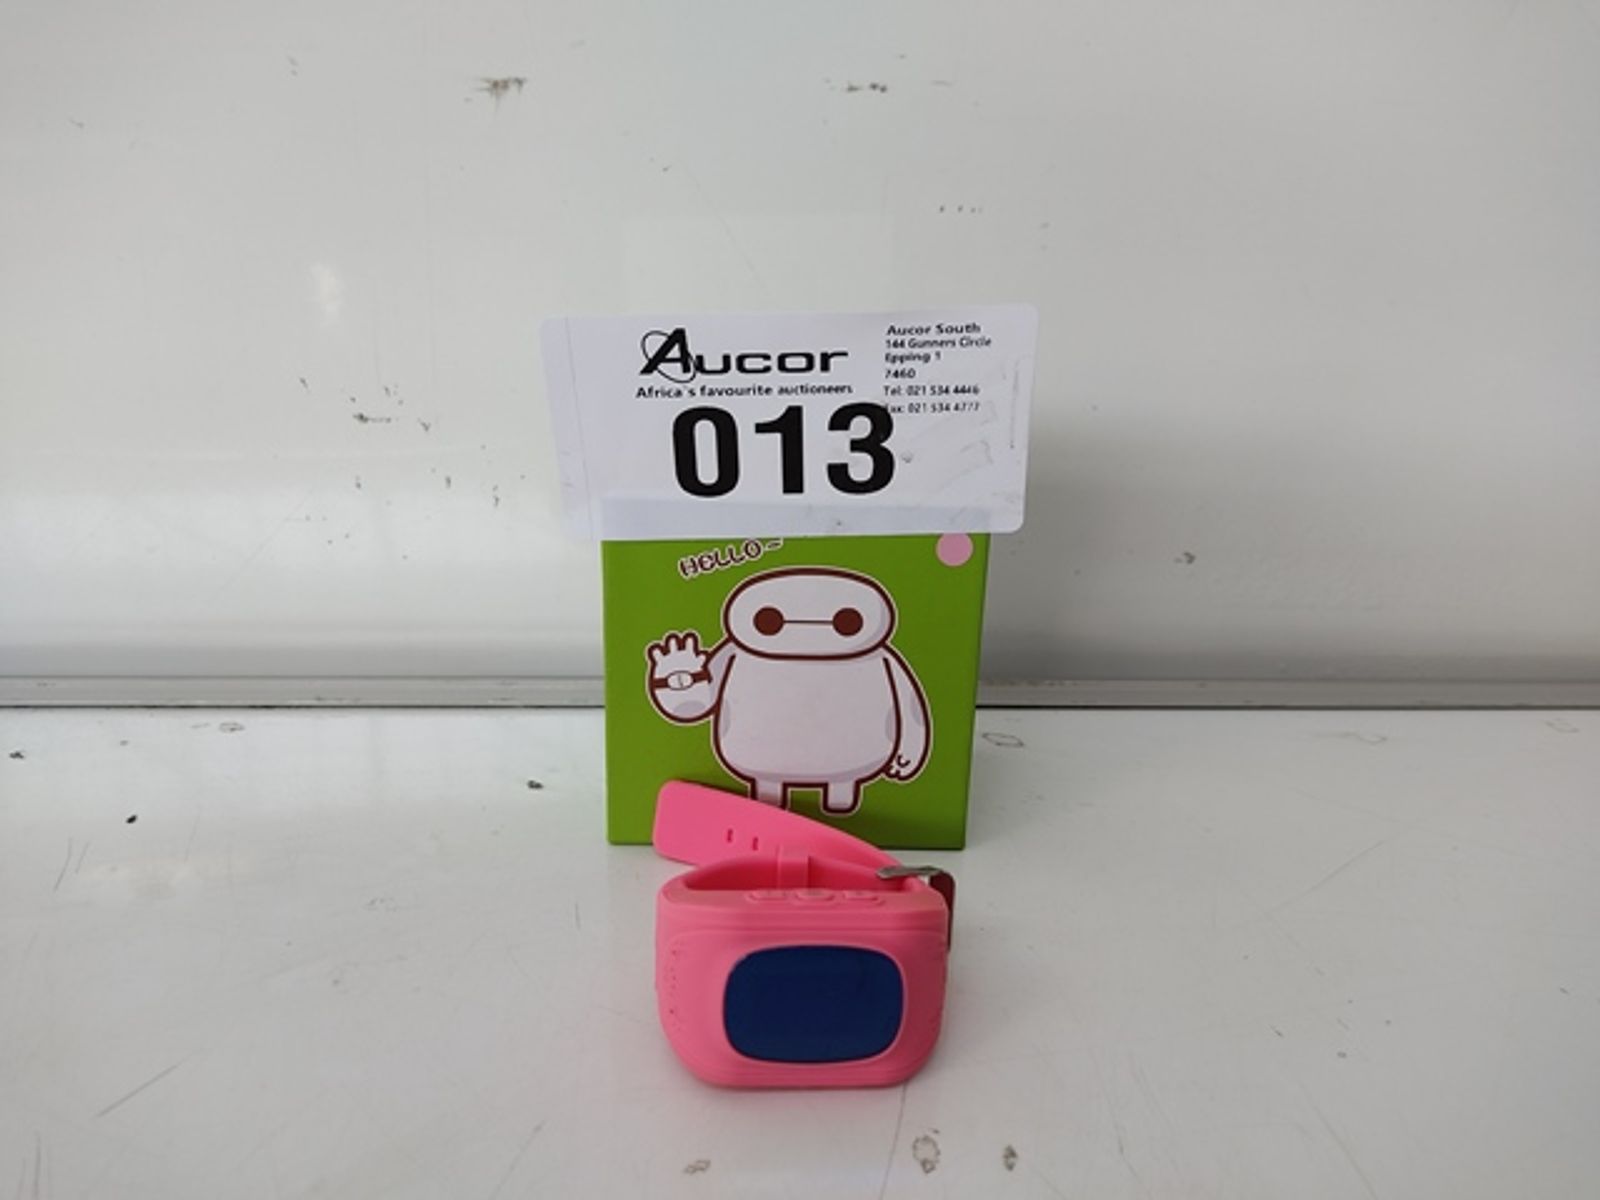 Aucor
Africa's favourite auctioneers
Aucor South
144 Gunners Circle
Epping 1
7460
Tel: 021 534 4446
Fax: 021 534 4777
013
HELLO~